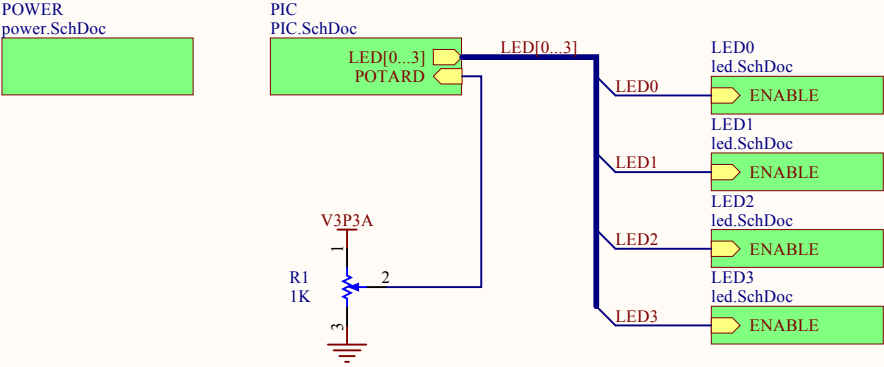 POWER
power.SchDoc
PIC
PIC.SchDoc
LED[0...3]
POTARD
LED[0...3]
LED0
LED1
LED2
LED3
LED0
led.SchDoc
ENABLE
LED1
led.SchDoc
ENABLE
LED2
led.SchDoc
ENABLE
LED3
led.SchDoc
ENABLE
V3P3A
1
R1
1K
2
3